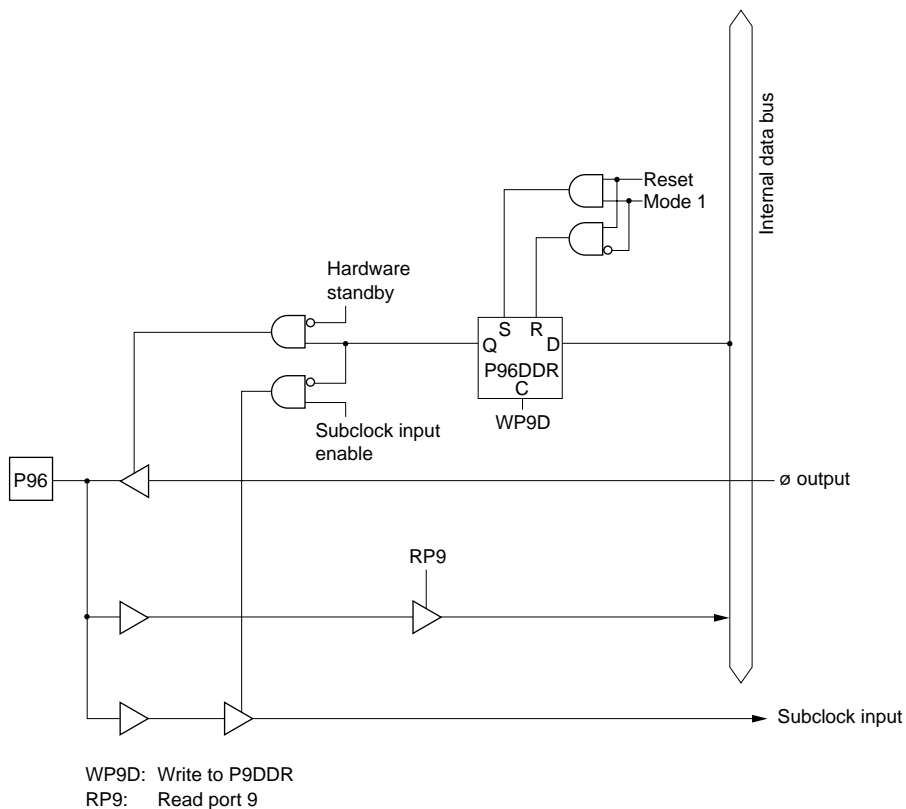 Internal data bus
Reset
Mode 1
Hardware
standby
S R
Q D
P96DDR
C
WP9D
Subclock input
enable
P96
ø output
RP9
Subclock input
WP9D: Write to P9DDR
RP9: Read port 9